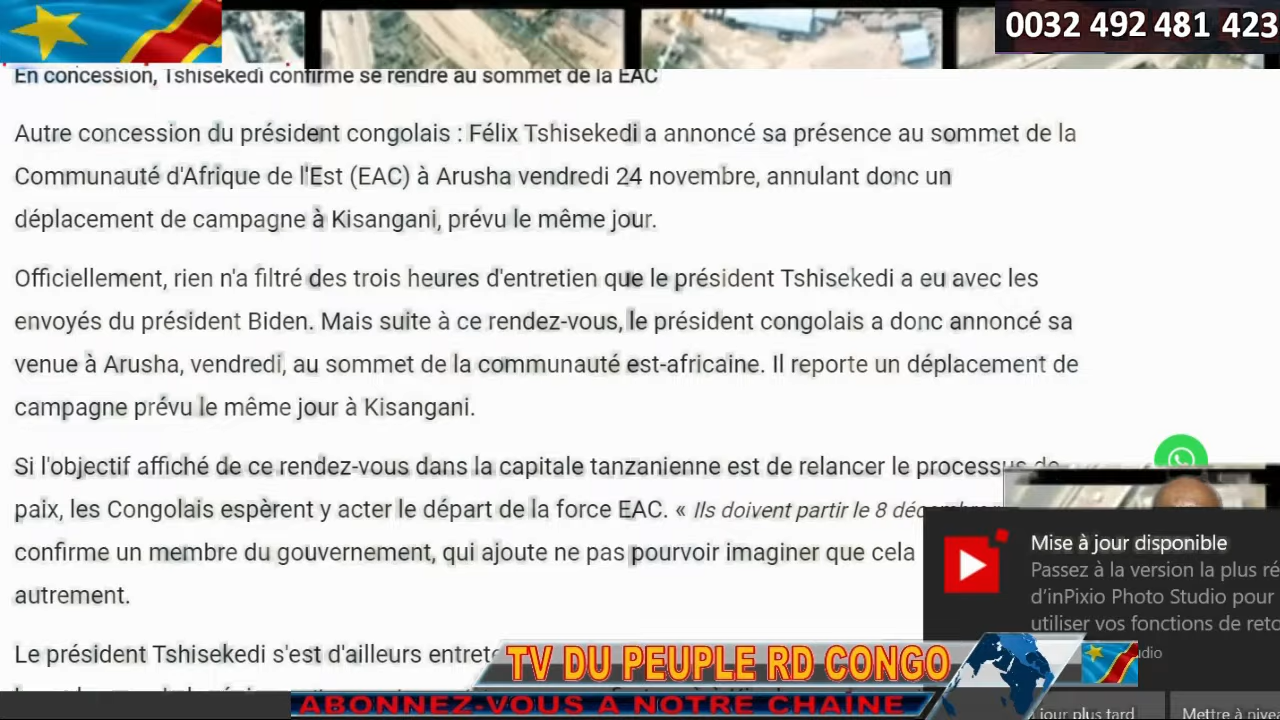 0032 492 481 423
En concession, Tshisekedi confirme se rendre au sommet de la EAC
Autre concession du président congolais : Félix Tshisekedi a annoncé sa présence au sommet de la
Communauté d'Afrique de l'Est (EAC) à Arusha vendredi 24 novembre, annulant donc un
déplacement de campagne à Kisangani, prévu le même jour.
Officiellement, rien n'a filtré des trois heures d'entretien que le président Tshisekedi a eu avec les
envoyés du président Biden. Mais suite à ce rendez-vous, le président congolais a donc annoncé sa
venue à Arusha, vendredi, au sommet de la communauté est-africaine. Il reporte un déplacement de
campagne prévu le même jour à Kisangani.
Si l'objectif affiché de ce rendez-vous dans la capitale tanzanienne est de relancer le processus de
paix, les Congolais espèrent y acter le départ de la force EAC. « Ils doivent partir le 8 décembre
confirme un membre du gouvernement, qui ajoute ne pas pourvoir imaginer que cela
autrement.
Le président Tshisekedi s'est d'ailleurs
Mise à jour disponible
Passez à la version la plus ré
d'inPixio Photo Studio pour
utiliser vos fonctions de reto
jour plus tard
Mettre à nive
TV DU PEUPLE RD CONGO
ABONNEZ-VOUS A NOTRE CHAÎNE